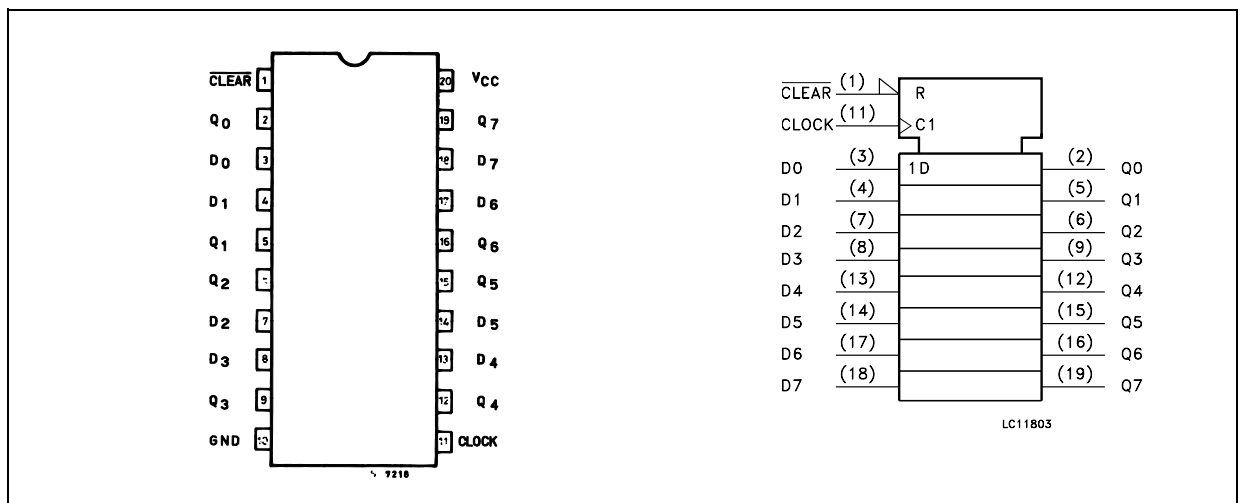 CLEAR 1 20 VCC
Q0 2 19 Q7
D0 3 18 D7
D1 4 17 D6
Q1 5 16 Q6
Q2 15 Q5
D2 7 14 D5
D3 8 13 D4
Q3 9 12 Q4
GND 10 11 CLOCK
7218
CLEAR (1) R
CLOCK (11) C1
D0 (3) 1D (2) Q0
D1 (4) (5) Q1
D2 (7) (6) Q2
D3 (8) (9) Q3
D4 (13) (12) Q4
D5 (14) (15) Q5
D6 (17) (16) Q6
D7 (18) (19) Q7
LC11803